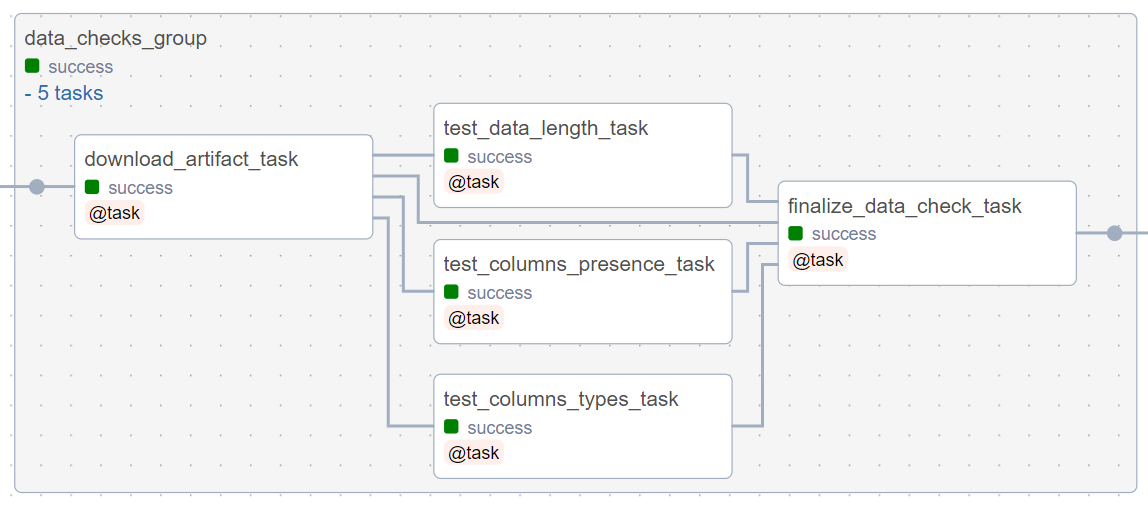 data_checks_group
success
- 5 tasks
download_artifact_task
success
@task
test_data_length_task
success
@task
test_columns_presence_task
success
@task
test_columns_types_task
success
@task
finalize_data_check_task
success
@task